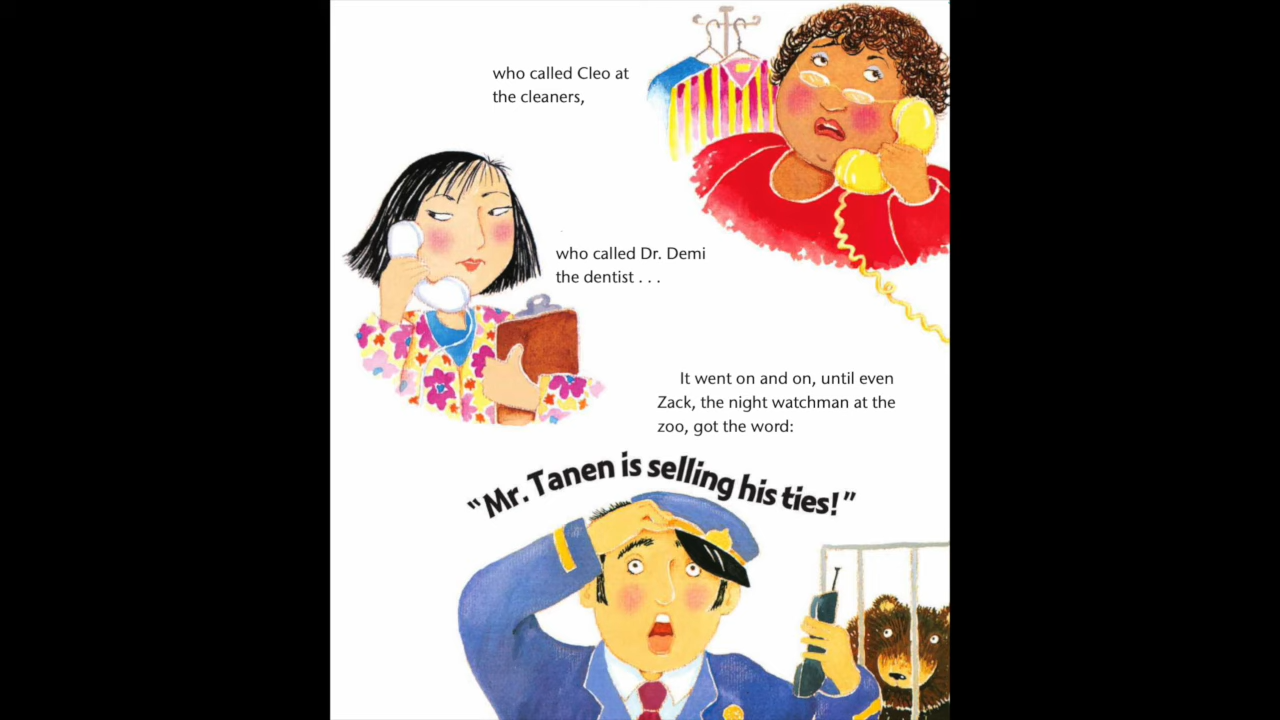 who called Cleo at
the cleaners,
who called Dr. Demi
the dentist . . .
It went on and on, until even
Zack, the night watchman at the
zoo, got the word:
“Mr. Tanen is selling his ties!”